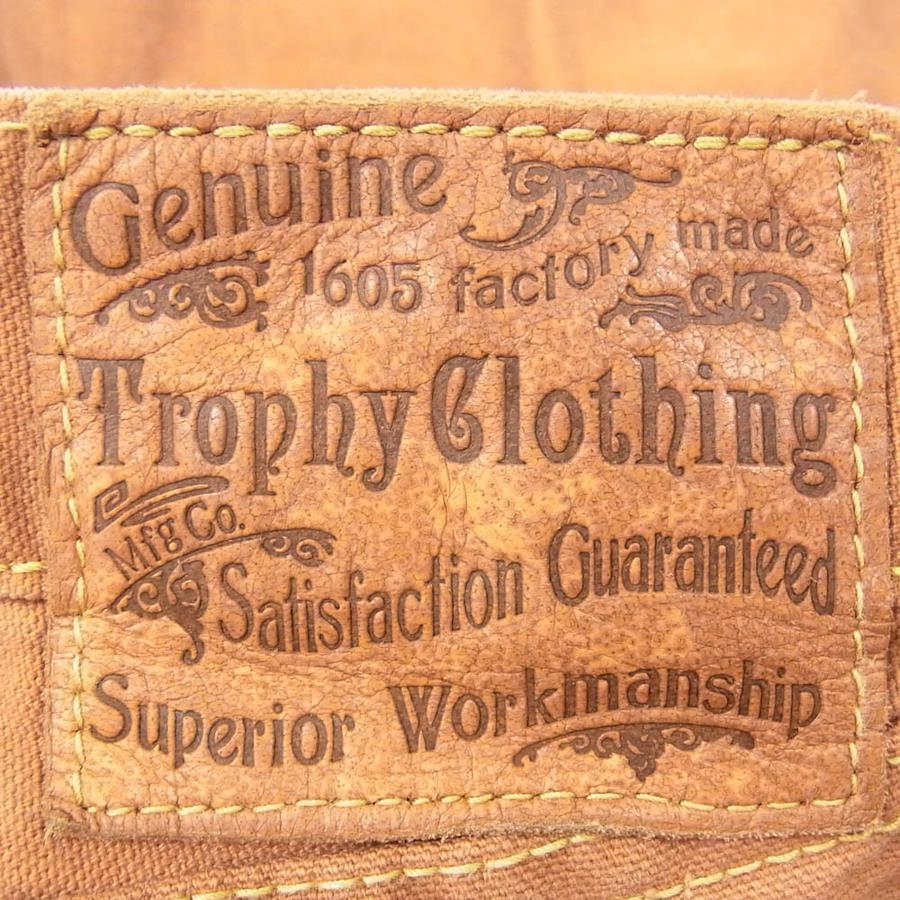 Genuine
1605 factory made
Trophy Clothing
Mfg Co.
Satisfaction Guaranteed
Superior Workmanship